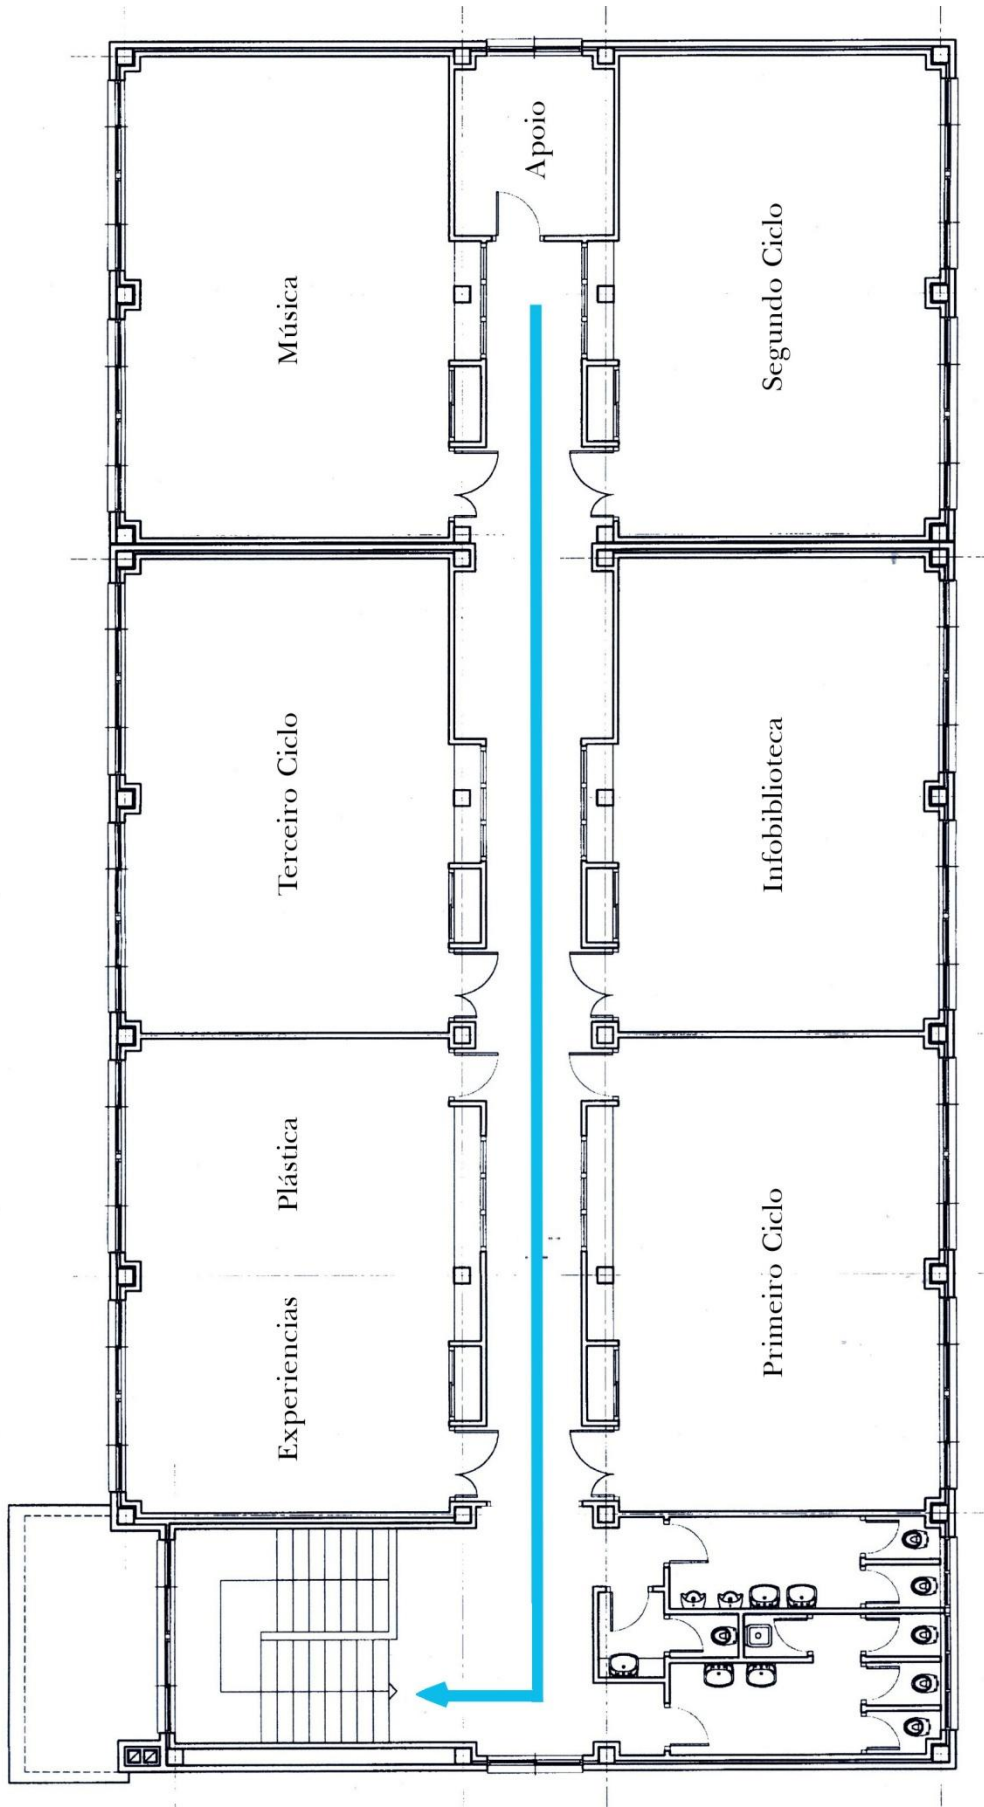 Experiencias
Plástica
Terceiro Ciclo
Música
Apoio
Primeiro Ciclo
Infobiblioteca
Segundo Ciclo